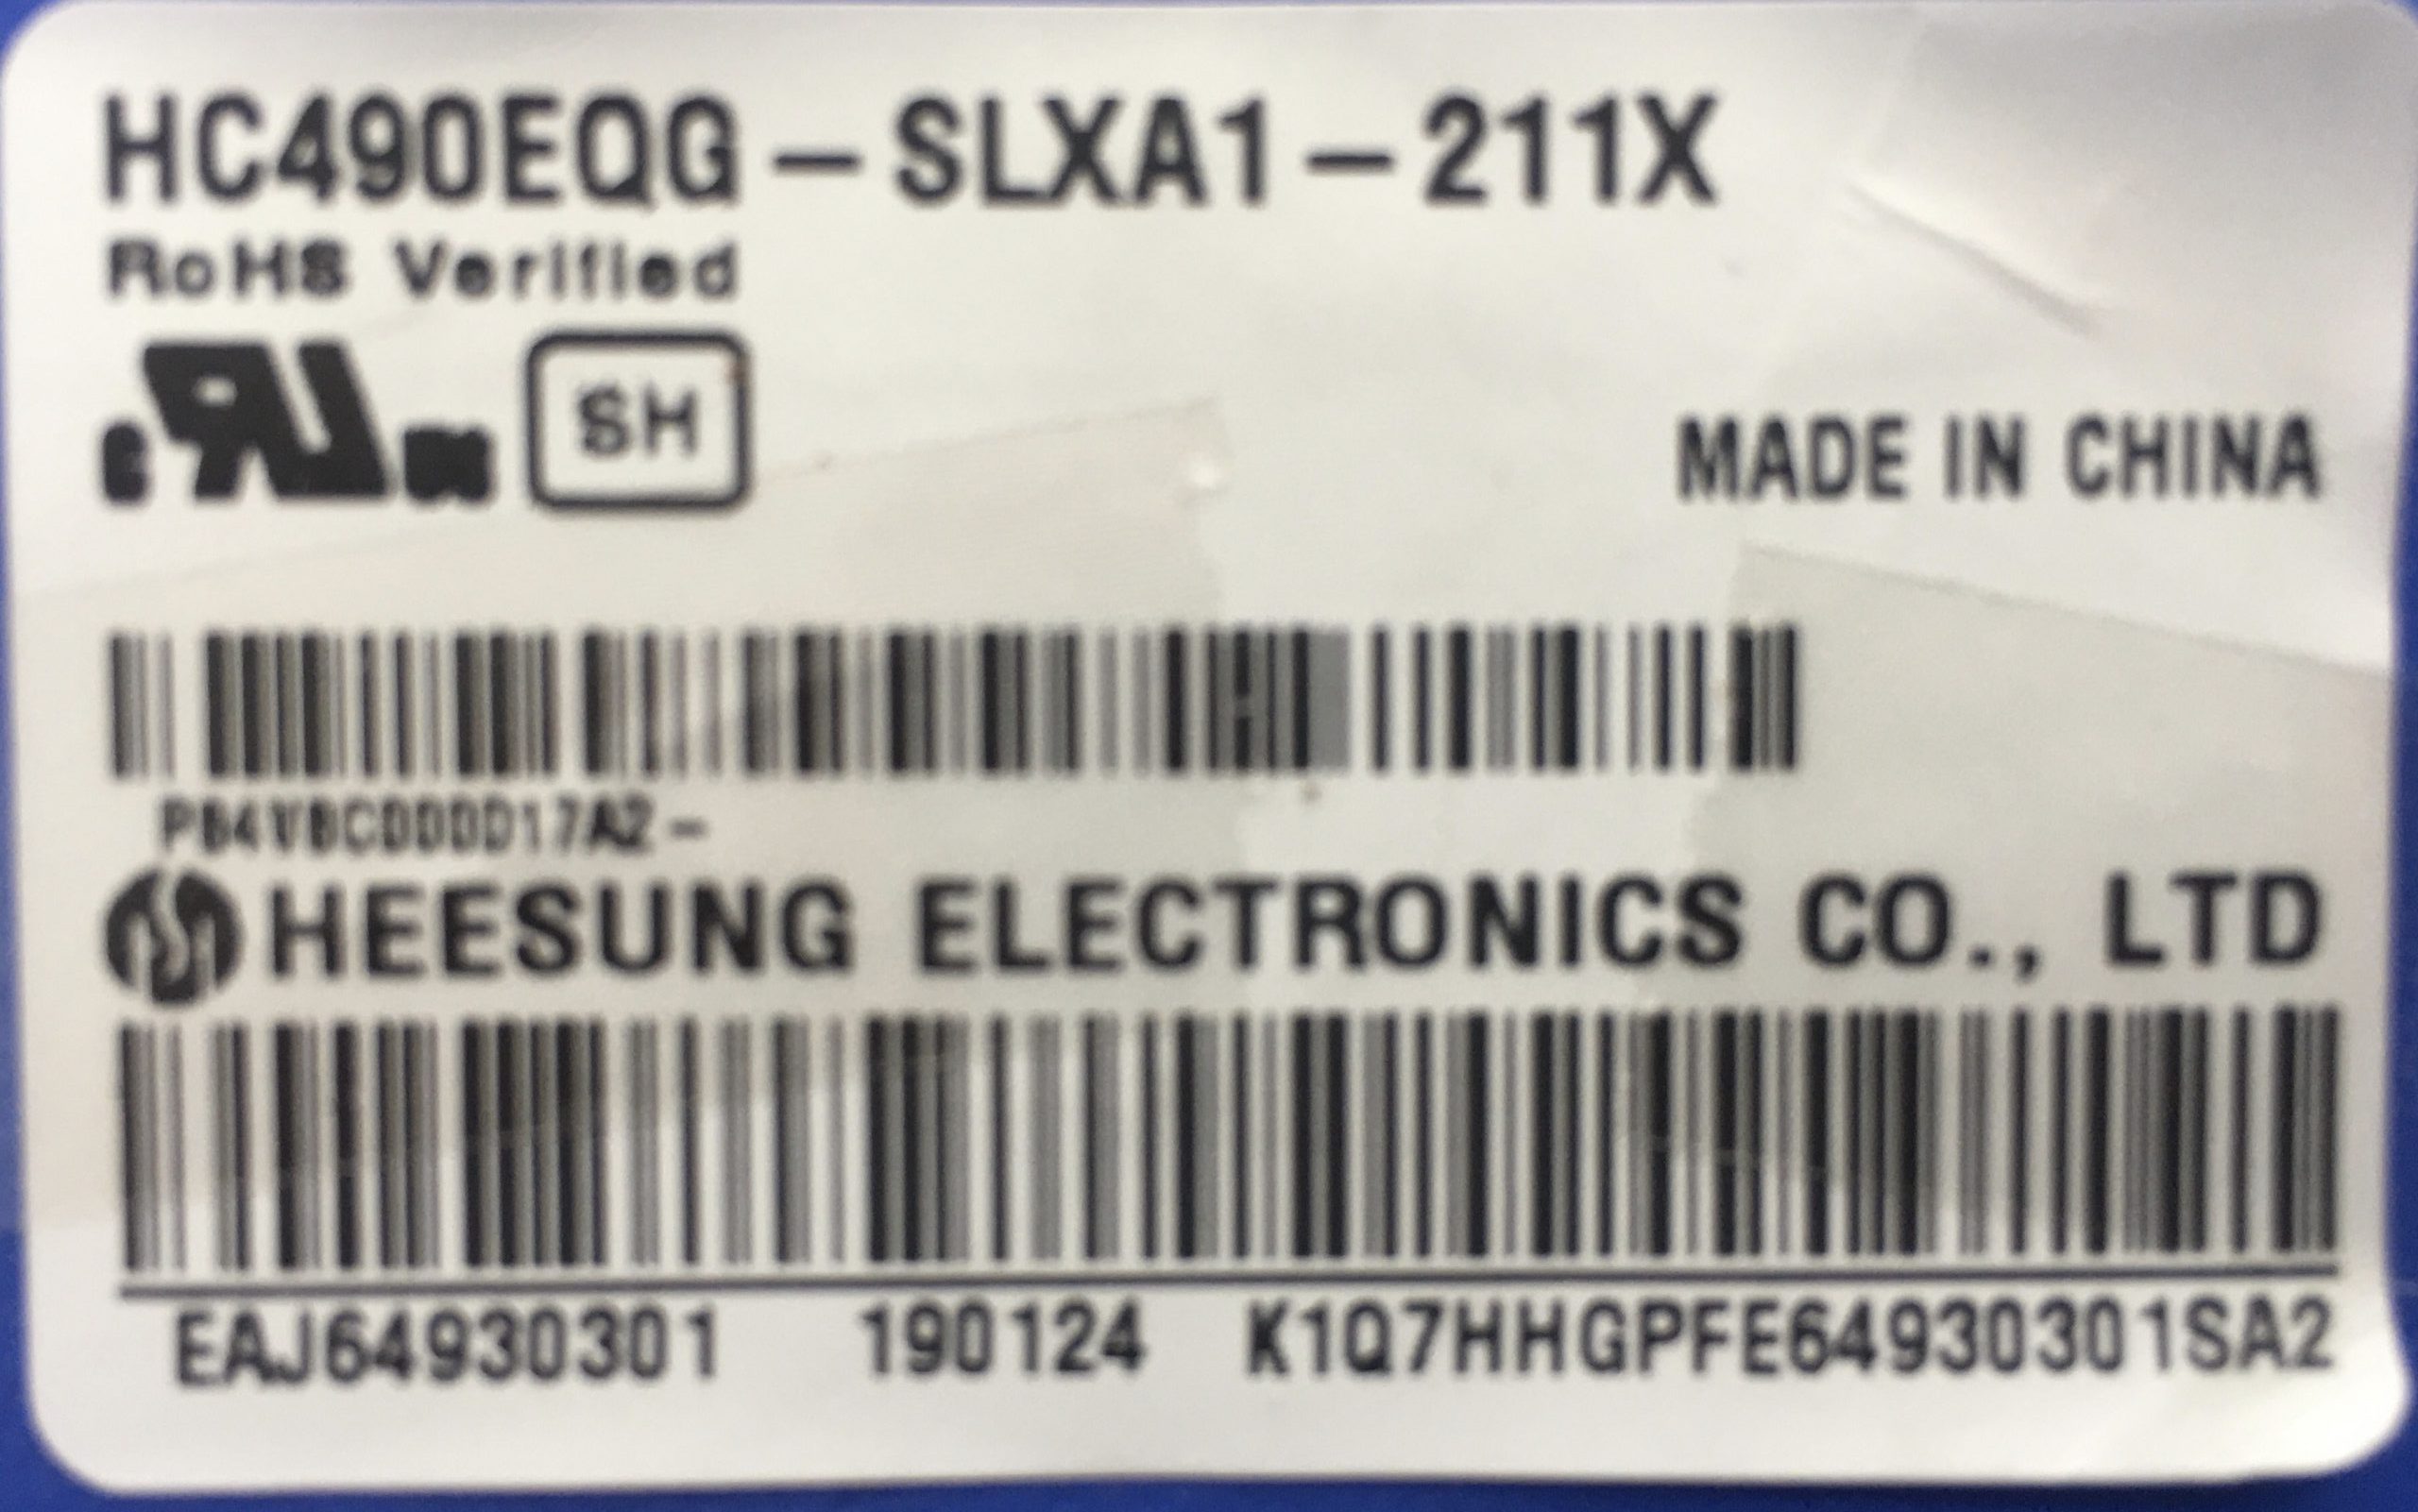 HC490EQG-SLXA1-211X
RoHS Verified
SH
MADE IN CHINA
HEESUNG ELECTRONICS CO., LTD
EAJ64930301 190124 K1Q7HHGPFE64930301SA2